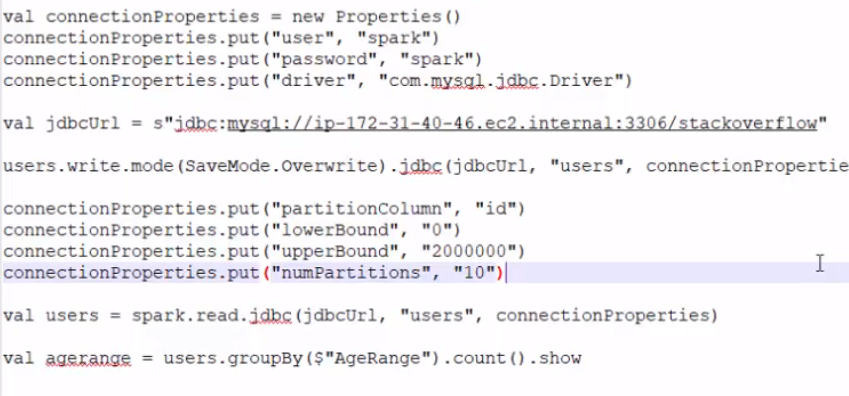 val connectionProperties = new Properties()
connectionProperties.put("user", "spark")
connectionProperties.put("password", "spark")
connectionProperties.put("driver", "com.mysql.jdbc.Driver")
val jdbcUrl = s"jdbc:mysql://ip-172-31-40-46.ec2.internal:3306/stackoverflow"
users.write.mode(SaveMode.Overwrite).jdbc(jdbcUrl, "users", connectionPropertie
connectionProperties.put("partitionColumn", "id")
connectionProperties.put("lowerBound", "0")
connectionProperties.put("upperBound", "2000000")
connectionProperties.put("numPartitions", "10")
val users = spark.read.jdbc(jdbcUrl, "users", connectionProperties)
val agerange = users.groupBy($"AgeRange").count().show